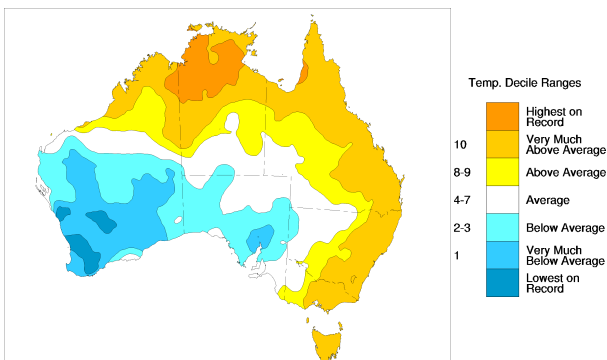 Temp. Decile Ranges
Highest on
Record
10
Very Much
Above Average
8-9
Above Average
4-7
Average
2-3
Below Average
1
Very Much
Below Average
Lowest on
Record